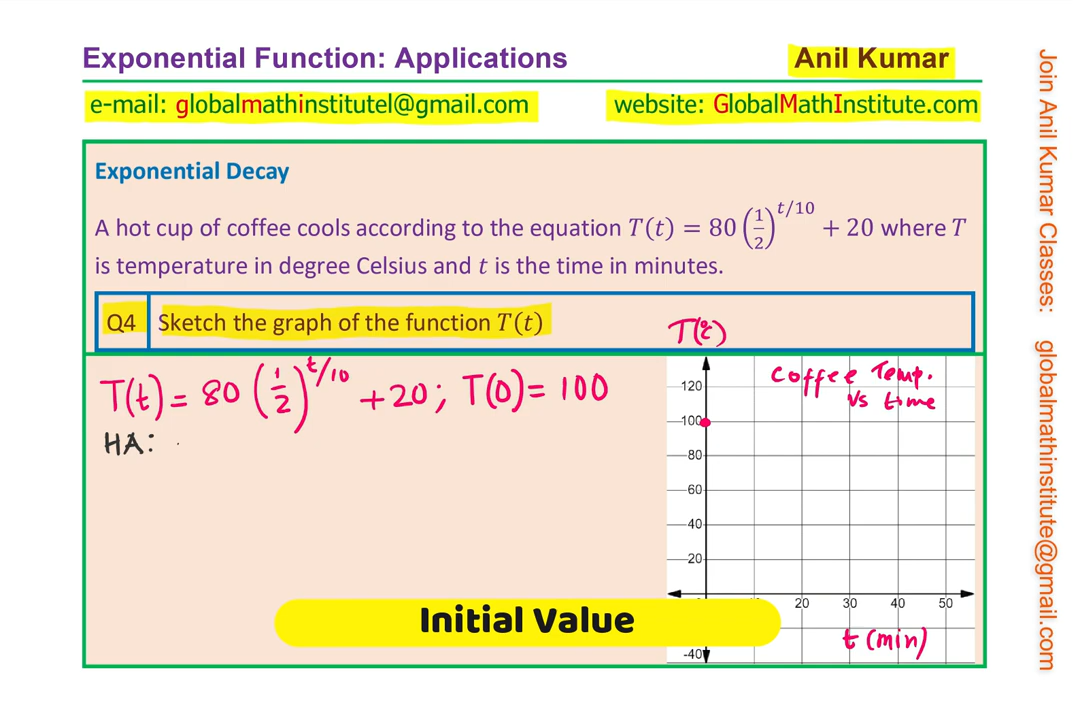 Exponential Function: Applications
Anil Kumar
e-mail: globalmathinstitutel@gmail.com
website: GlobalMathInstitute.com
Exponential Decay
A hot cup of coffee cools according to the equation T(t) = 80 (1/2)^t/10 + 20 where T
is temperature in degree Celsius and t is the time in minutes.
Q4 Sketch the graph of the function T(t)
T(°c)
T(t) = 80 (1/2)^t/10 + 20 ; T(0) = 100
HA:
Coffee Temp.
Vs time
120
100
80
60
40
20
20 30 40 50
t (min)
-40
Initial Value
Join Anil Kumar Classes: globalmathinstitute@gmail.com